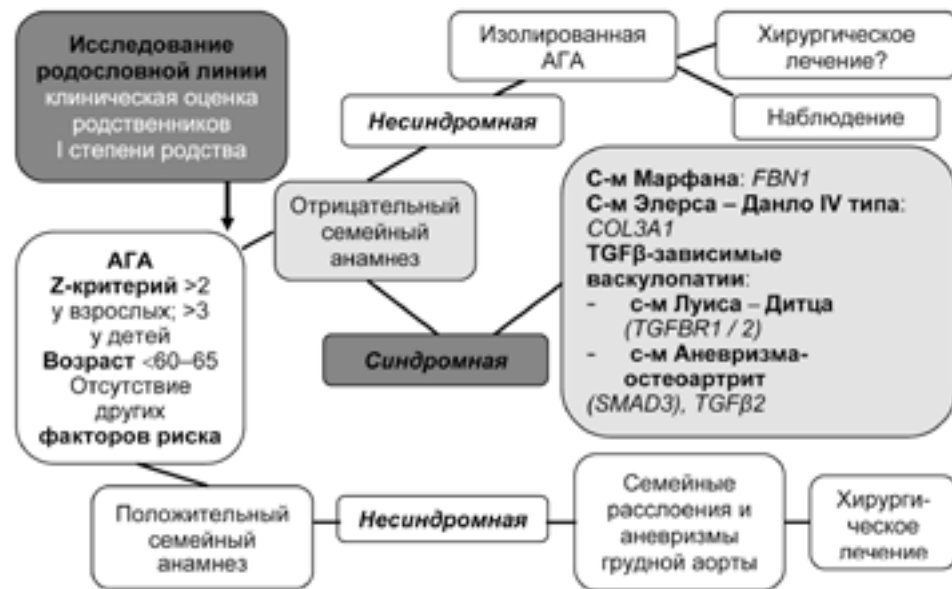 Исследование
родословной линии
клиническая оценка
родственников
I степени родства
Изолированная
АГА
Хирургическое
лечение?
Наблюдение
Несиндромная
Отрицательный
семейный
анамнез
Синдромная
С-м Марфана: FBN1
С-м Элерса – Данло IV типа:
COL3A1
TGFβ-зависимые
васкулопатии:
- с-м Луиса – Дитца
(TGFBR1 / 2)
- с-м Аневризма-
остеоартрит
(SMAD3), TGFβ2
АГА
Z-критерий >2
у взрослых; >3
у детей
Возраст <60–65
Отсутствие
других
факторов риска
Положительный
семейный
анамнез
Несиндромная
Семейные
расслоения и
аневризмы
грудной аорты
Хирурги-
ческое
лечение